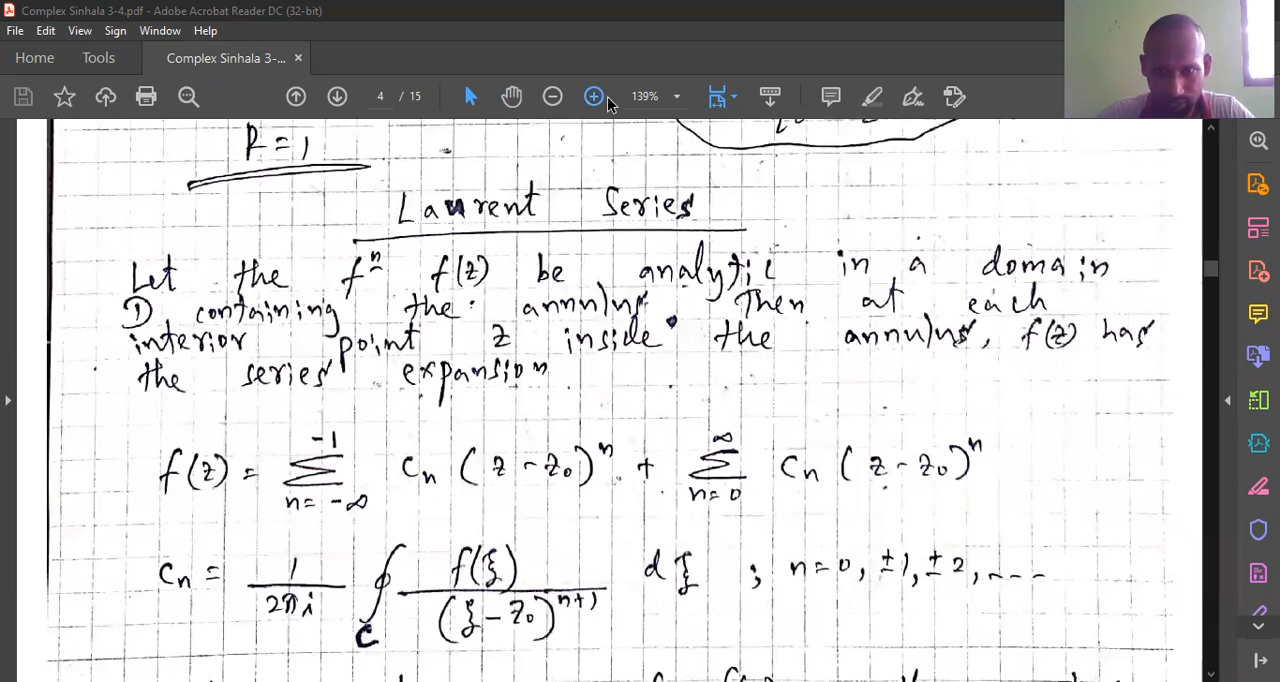 Complex Sinhala 3-4.pdf - Adobe Acrobat Reader DC (32-bit)
File Edit View Sign Window Help
Home Tools Complex Sinhala 3-... ×
4 / 15 139%
R = 1
Laurent Series
Let the fⁿ f(z) be analytic in a domain
D containing the annulus. Then at each
interior point z inside the annulus, f(z) has
the series expansion
f(z) = ∑_{n=-∞}^{-1} Cn (z-z₀)ⁿ + ∑_{n=0}^{∞} Cn (z-z₀)ⁿ
Cn = 1/(2πi) ∮_C f(ξ)/(ξ-z₀)^{n+1} dξ ; n=0, ±1, ±2, ----